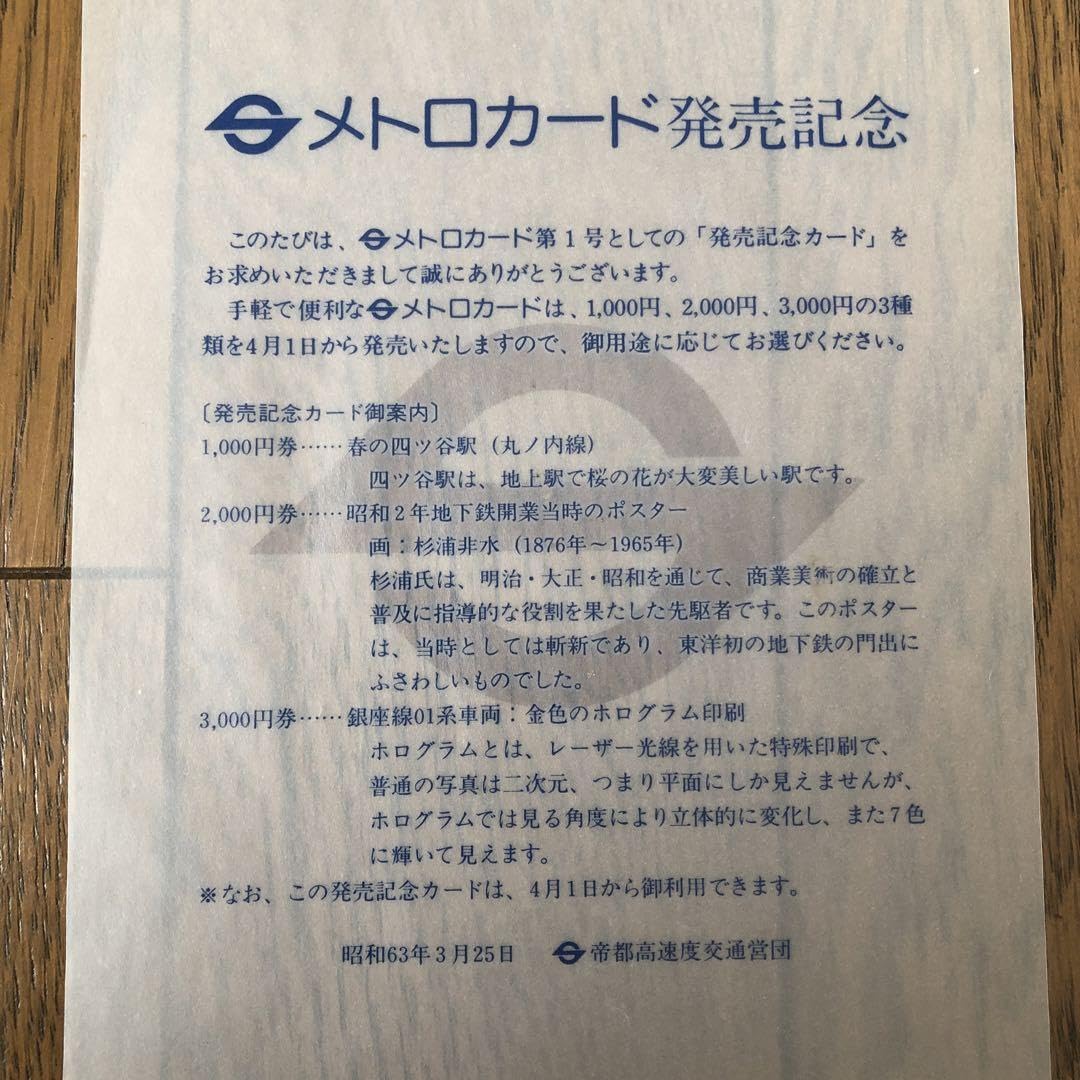 メトロカード発売記念
このたびは、メトロカード第1号としての「発売記念カード」を
お求めいただきまして誠にありがとうございます。
手軽で便利なメトロカードは、1,000円、2,000円、3,000円の3種
類を4月1日から発売いたしますので、御用途に応じてお選びください。
〔発売記念カード御案内〕
1,000円券……春の四ツ谷駅（丸ノ内線）
四ツ谷駅は、地上駅で桜の花が大変美しい駅です。
2,000円券……昭和2年地下鉄開業当時のポスター
画：杉浦非水（1876年～1965年）
杉浦氏は、明治・大正・昭和を通じて、商業美術の確立と
普及に指導的な役割を果たした先駆者です。このポスター
は、当時としては斬新であり、東洋初の地下鉄の門出に
ふさわしいものでした。
3,000円券……銀座線01系車両：金色のホログラム印刷
ホログラムとは、レーザー光線を用いた特殊印刷で、
普通の写真は二次元、つまり平面にしか見えませんが、
ホログラムでは見る角度により立体的に変化し、また7色
に輝いて見えます。
※なお、この発売記念カードは、4月1日から御利用できます。
昭和63年3月25日 帝都高速度交通営団